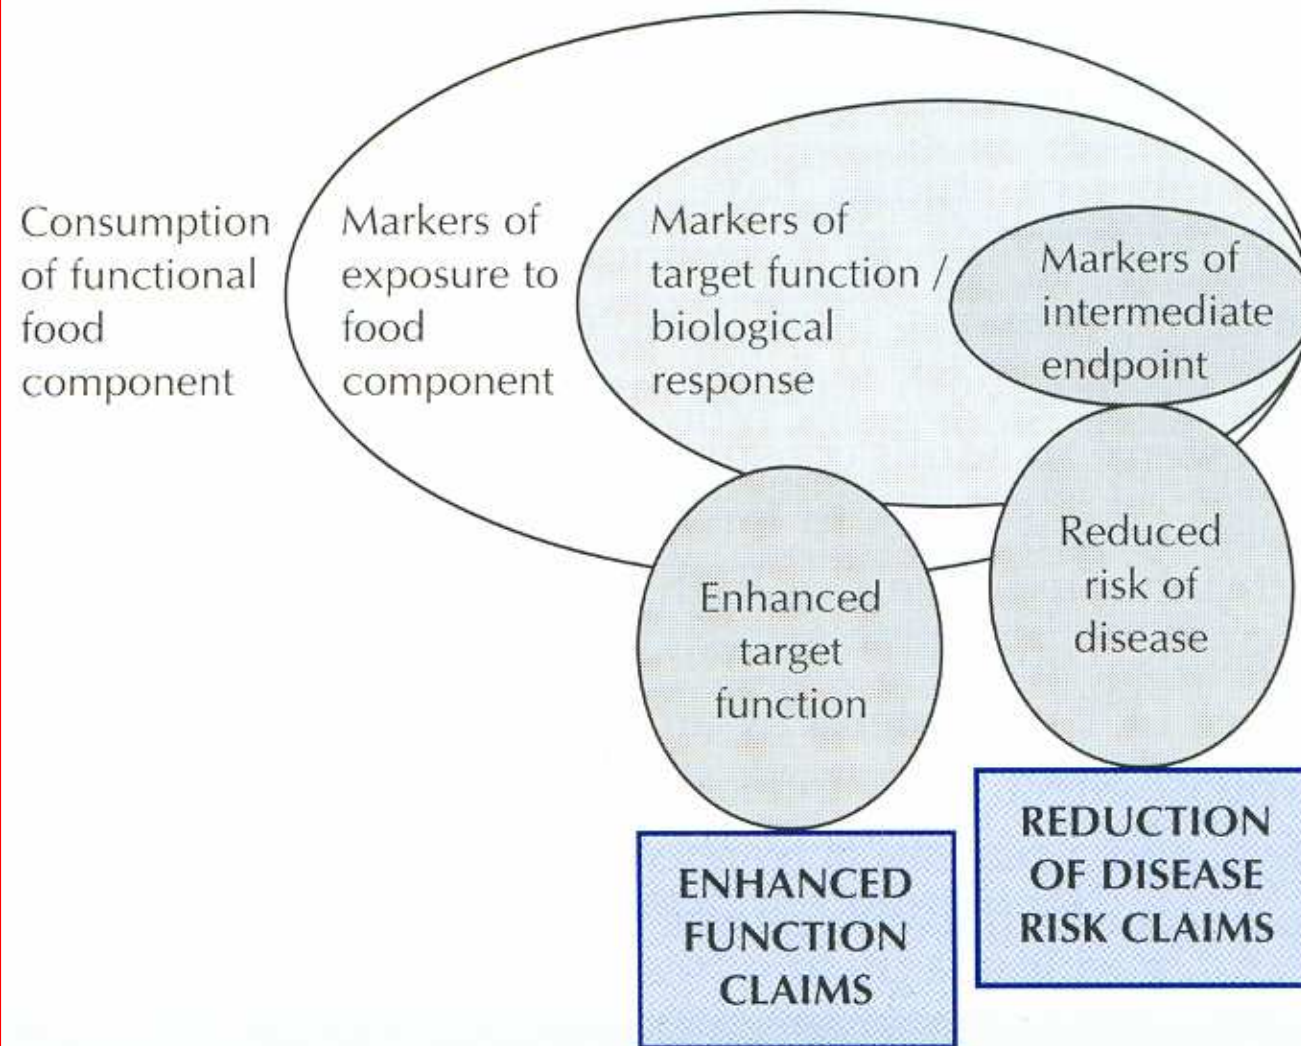 Consumption
of functional
food
component
Markers of
exposure to
food
component
Markers of
target function /
biological
response
Markers of
intermediate
endpoint
Enhanced
target
function
Reduced
risk of
disease
ENHANCED
FUNCTION
CLAIMS
REDUCTION
OF DISEASE
RISK CLAIMS